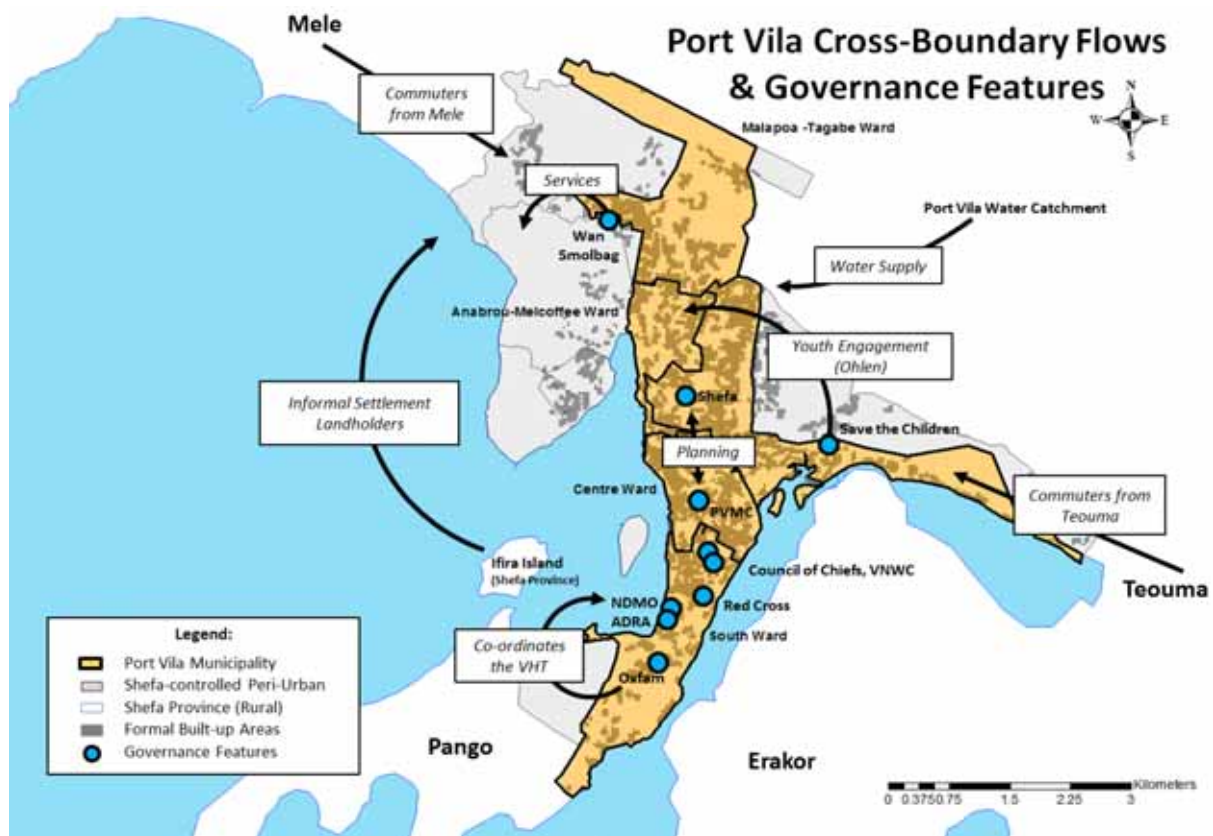 Port Vila Cross-Boundary Flows
& Governance Features
Mele
Commuters
from Mele
N
W
E
S
Malapoa -Tagabe Ward
Services
Port Vila Water Catchment
Wan
Smolbag
Water Supply
Anabrou-Melcoffee Ward
Youth Engagement
(Ohlen)
Informal Settlement
Landholders
Shefa
Save the Children
Planning
Centre Ward
PVMC
Commuters from
Teouma
Ifira Island
(Shefa Province)
Council of Chiefs, VNWC
Teouma
NDMO
ADRA
Red Cross
South Ward
Co-ordinates
the VHT
Oxfam
Legend:
Port Vila Municipality
Shefa-controlled Peri-Urban
Shefa Province (Rural)
Formal Built-up Areas
Governance Features
Pango
Erakor
Kilometers
0 0.375 0.75 1.5 2.25 3